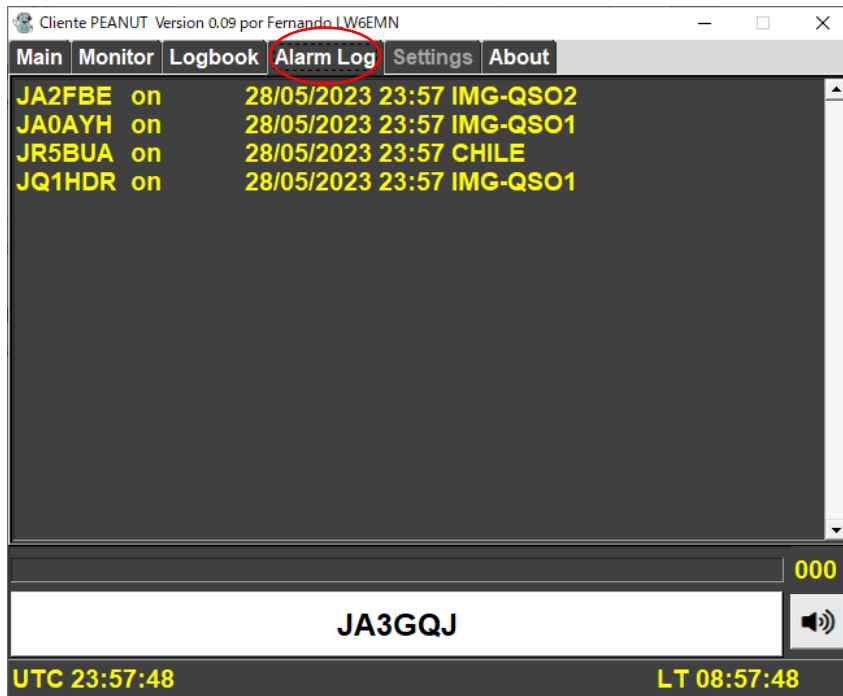 Cliente PEANUT Version 0.09 por Fernando LW6EMN
Main Monitor Logbook Alarm Log Settings About
JA2FBE on 28/05/2023 23:57 IMG-QSO2
JA0AYH on 28/05/2023 23:57 IMG-QSO1
JR5BUA on 28/05/2023 23:57 CHILE
JQ1HDR on 28/05/2023 23:57 IMG-QSO1
000
JA3GQJ
UTC 23:57:48 LT 08:57:48